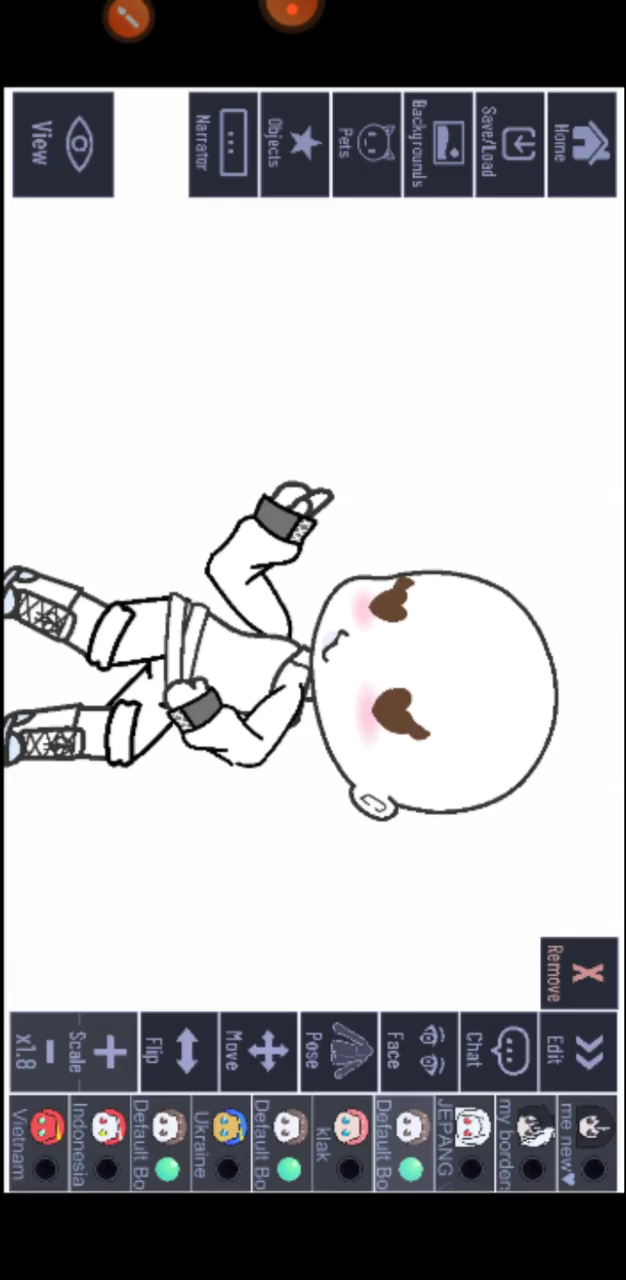 Home
Save/Load
Backgrounds
Pets
Objects
Narrator
View
X
Remove
Edit
Chat
Face
Pose
Move
Flip
Scale
x1.8
me new♥
my border
JEPANG
Default Bo
klak
Default Bo
Ukraine
Default Bo
Indonesia
Vietnam